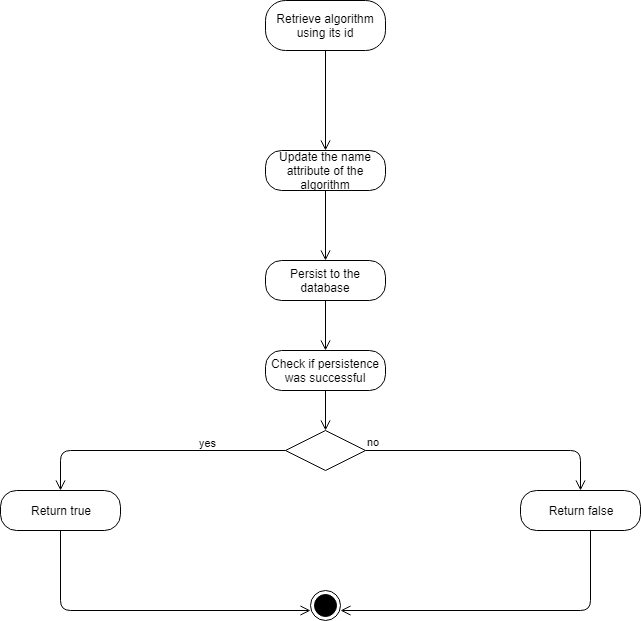 Retrieve algorithm
using its id
Update the name
attribute of the
algorithm
Persist to the
database
Check if persistence
was successful
yes
no
Return true
Return false